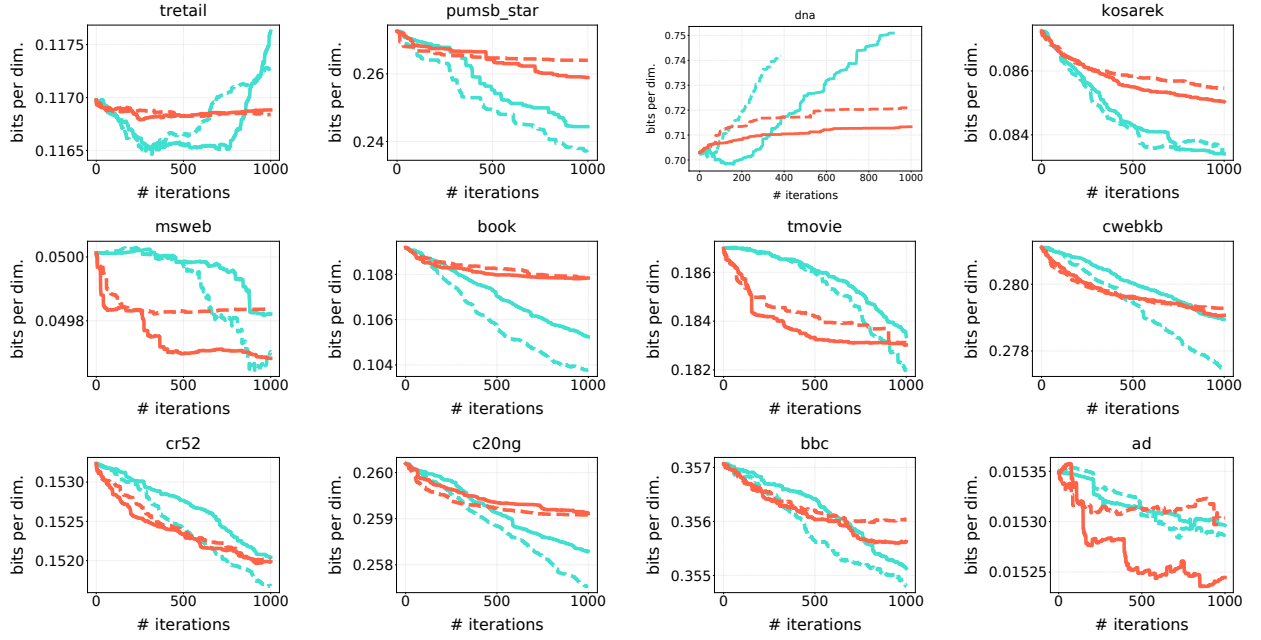 tretail
bits per dim.
0.1175
0.1170
0.1165
0
500
1000
# iterations
pumsb_star
bits per dim.
0.26
0.24
0
500
1000
# iterations
dna
bits per dim.
0.75
0.74
0.73
0.72
0.71
0.70
0
200
400
600
800
1000
# iterations
kosarek
bits per dim.
0.086
0.084
0
500
1000
# iterations
msweb
bits per dim.
0.0500
0.0498
0
500
1000
# iterations
book
bits per dim.
0.108
0.106
0.104
0
500
1000
# iterations
tmovie
bits per dim.
0.186
0.184
0.182
0
500
1000
# iterations
cwebkb
bits per dim.
0.280
0.278
0
500
1000
# iterations
cr52
bits per dim.
0.1530
0.1525
0.1520
0
500
1000
# iterations
c20ng
bits per dim.
0.260
0.259
0.258
0
500
1000
# iterations
bbc
bits per dim.
0.357
0.356
0.355
0
500
1000
# iterations
ad
bits per dim.
0.01535
0.01530
0.01525
0
500
1000
# iterations